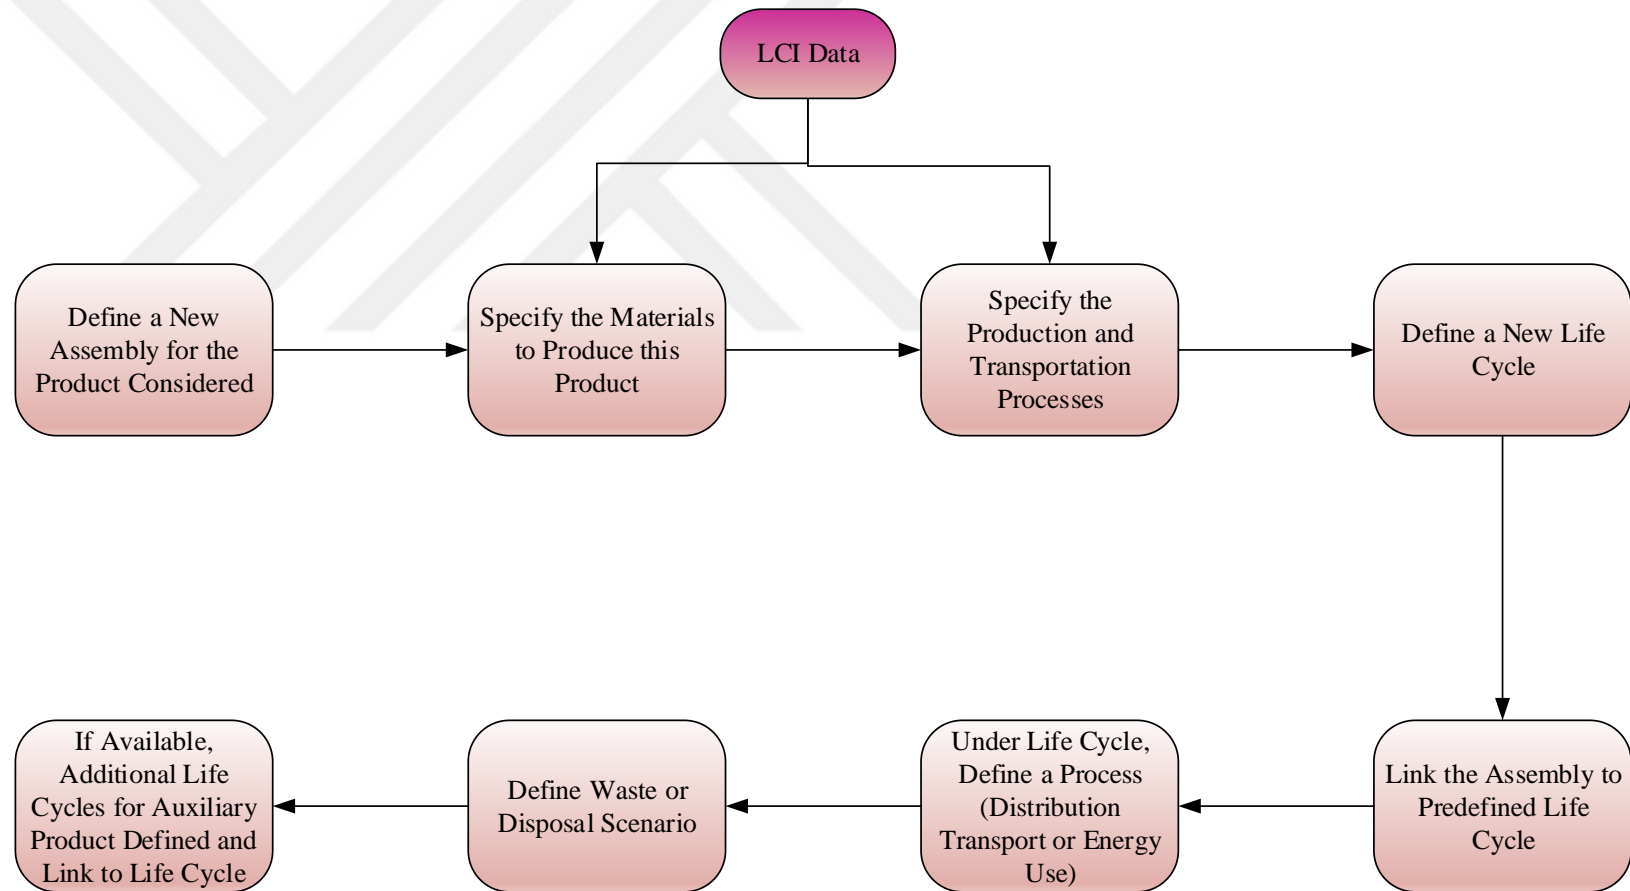 LCI Data
Define a New
Assembly for the
Product Considered
Specify the Materials
to Produce this
Product
Specify the
Production and
Transportation
Processes
Define a New Life
Cycle
If Available,
Additional Life
Cycles for Auxiliary
Product Defined and
Link to Life Cycle
Define Waste or
Disposal Scenario
Under Life Cycle,
Define a Process
(Distribution
Transport or Energy
Use)
Link the Assembly to
Predefined Life
Cycle